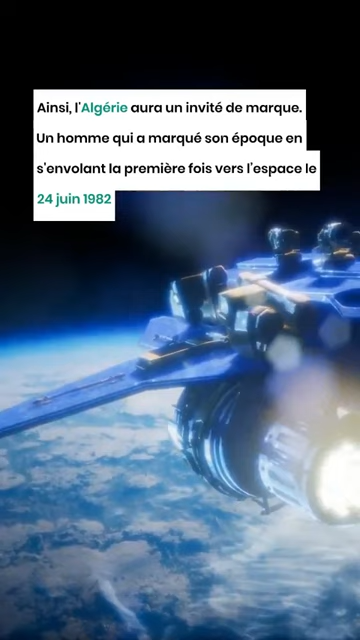 Ainsi, l'Algérie aura un invité de marque.
Un homme qui a marqué son époque en
s'envolant la première fois vers l'espace le
24 juin 1982